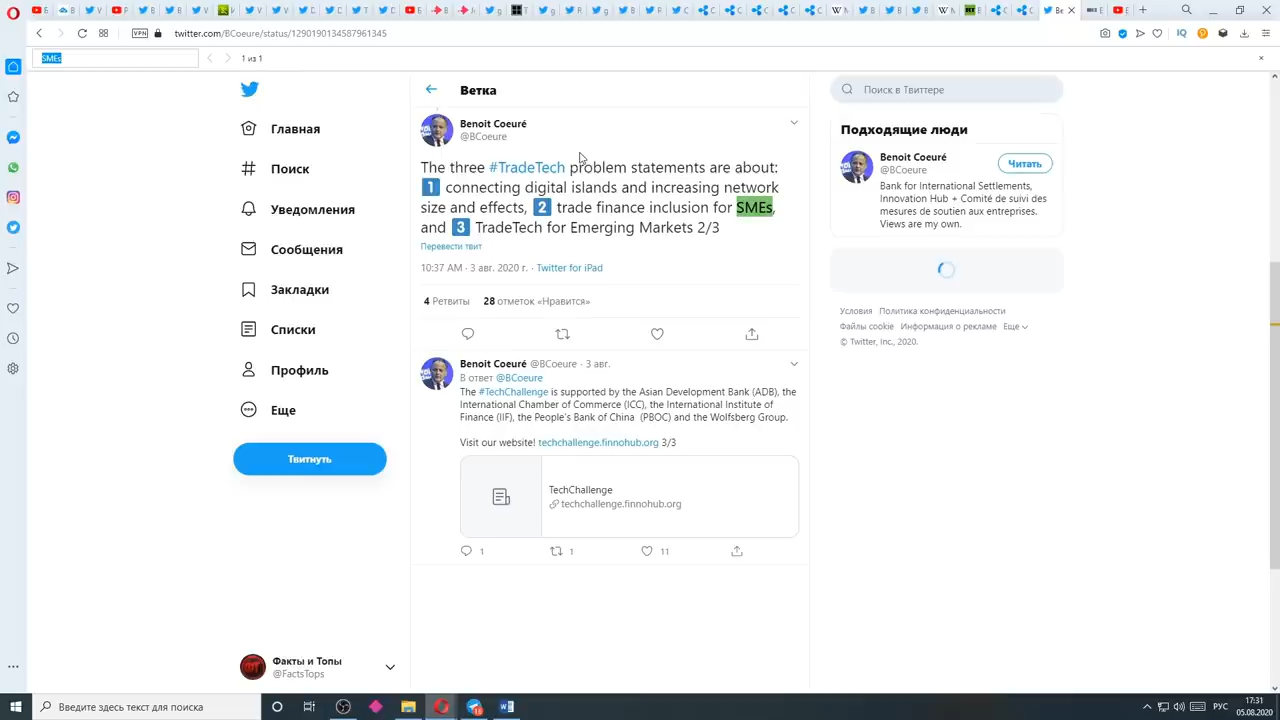 twitter.com/BCoeure/status/1290190134587961345
VPN
SMEs
1 из 1
Ветка
Benoit Coeuré
@BCoeure
The three #TradeTech problem statements are about:
1 connecting digital islands and increasing network
size and effects, 2 trade finance inclusion for SMEs,
and 3 TradeTech for Emerging Markets 2/3
Перевести твит
10:37 AM · 3 авг. 2020 г. · Twitter for iPad
4 Ретвиты 28 отметок «Нравится»
Benoit Coeuré @BCoeure · 3 авг.
В ответ @BCoeure
The #TechChallenge is supported by the Asian Development Bank (ADB), the
International Chamber of Commerce (ICC), the International Institute of
Finance (IIF), the People's Bank of China (PBOC) and the Wolfsberg Group.
Visit our website! techchallenge.finnohub.org 3/3
TechChallenge
techchallenge.finnohub.org
1 1 11
Главная
Поиск
Уведомления
Сообщения
Закладки
Списки
Профиль
Еще
Твитнуть
Факты и Топы
@FactsTops
Поиск в Твиттере
Подходящие люди
Benoit Coeuré
@BCoeure
Читать
Bank for International Settlements,
Innovation Hub + Comité de suivi des
mesures de soutien aux entreprises.
Views are my own.
Условия Политика конфиденциальности
Файлы cookie Информация о рекламе Еще
© Twitter, Inc., 2020.
Введите здесь текст для поиска
РУС
17:31
05.08.2020